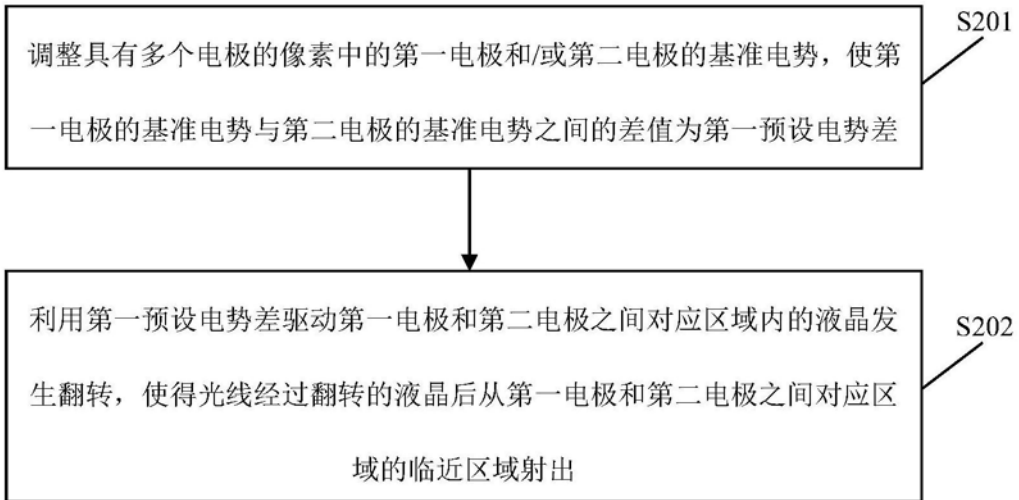 S201
调整具有多个电极的像素中的第一电极和/或第二电极的基准电势，使第
一电极的基准电势与第二电极的基准电势之间的差值为第一预设电势差
S202
利用第一预设电势差驱动第一电极和第二电极之间对应区域内的液晶发
生翻转，使得光线经过翻转的液晶后从第一电极和第二电极之间对应区
域的临近区域射出